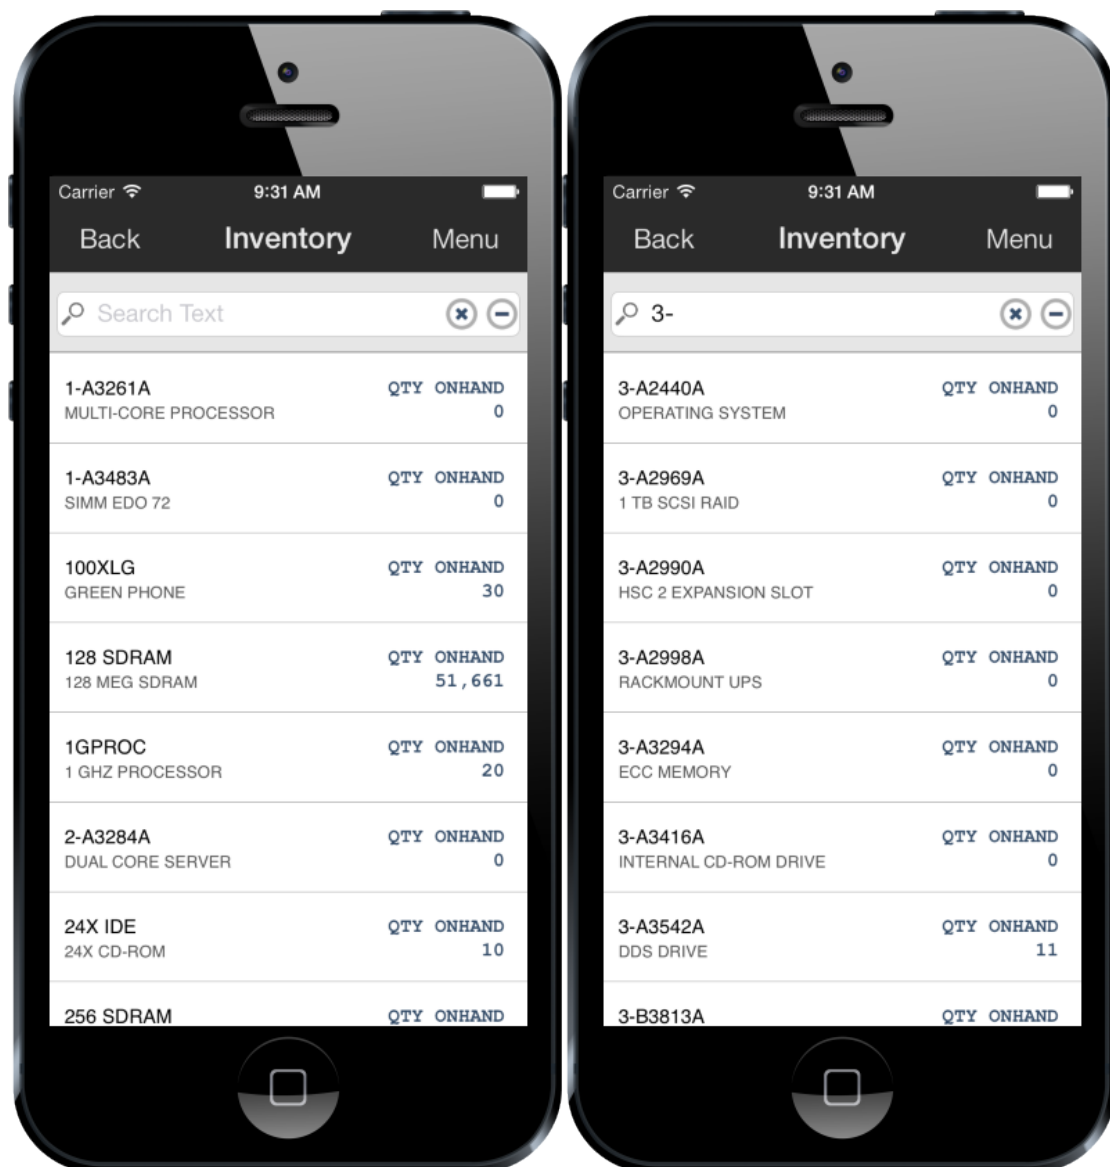 Carrier 9:31 AM
Back Inventory Menu
Search Text
1-A3261A QTY ONHAND
MULTI-CORE PROCESSOR 0
1-A3483A QTY ONHAND
SIMM EDO 72 0
100XLG QTY ONHAND
GREEN PHONE 30
128 SDRAM QTY ONHAND
128 MEG SDRAM 51,661
1GPROC QTY ONHAND
1 GHZ PROCESSOR 20
2-A3284A QTY ONHAND
DUAL CORE SERVER 0
24X IDE QTY ONHAND
24X CD-ROM 10
256 SDRAM QTY ONHAND
Carrier 9:31 AM
Back Inventory Menu
3-
3-A2440A QTY ONHAND
OPERATING SYSTEM 0
3-A2969A QTY ONHAND
1 TB SCSI RAID 0
3-A2990A QTY ONHAND
HSC 2 EXPANSION SLOT 0
3-A2998A QTY ONHAND
RACKMOUNT UPS 0
3-A3294A QTY ONHAND
ECC MEMORY 0
3-A3416A QTY ONHAND
INTERNAL CD-ROM DRIVE 0
3-A3542A QTY ONHAND
DDS DRIVE 11
3-B3813A QTY ONHAND